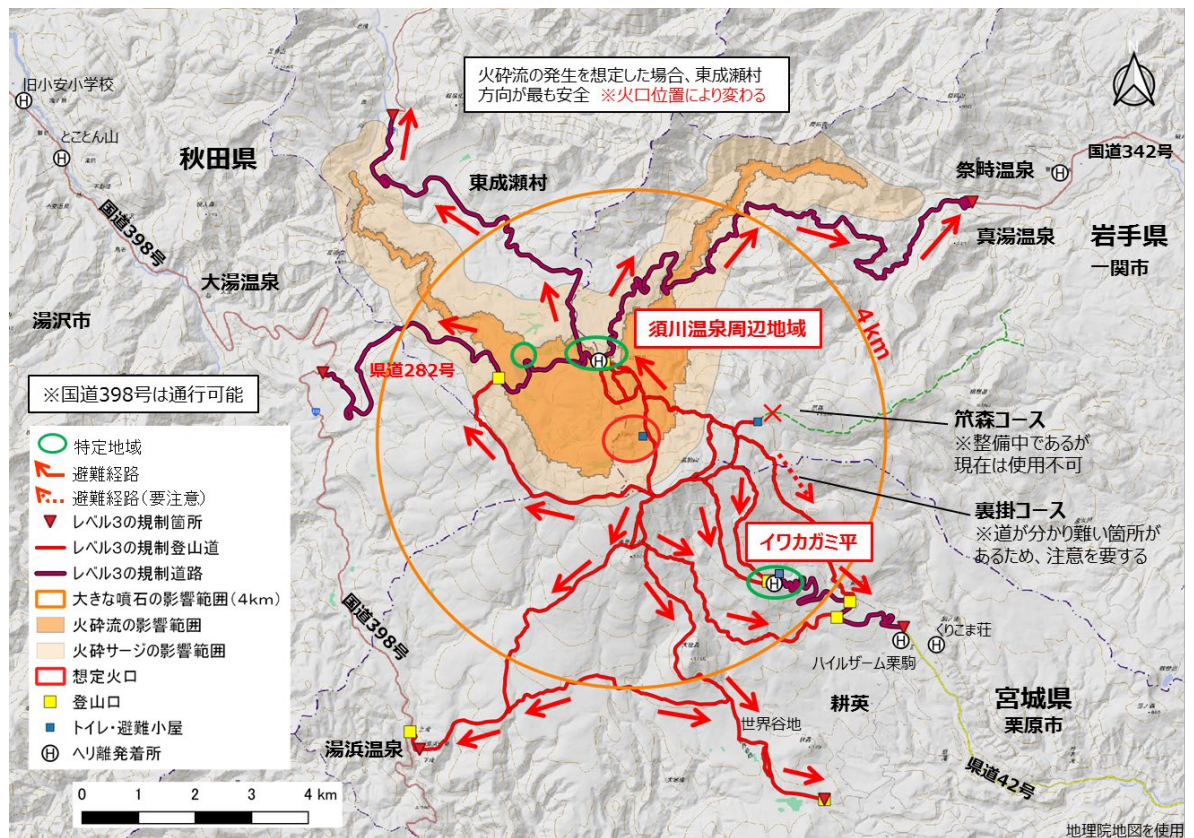 火砕流の発生を想定した場合、東成瀬村
方向が最も安全 ※火口位置により変わる
旧小安小学校
とことん山
秋田県
東成瀬村
国道342号
祭畤温泉
真湯温泉
岩手県
一関市
国道398号
大湯温泉
湯沢市
4km
須川温泉周辺地域
県道282号
※国道398号は通行可能
笊森コース
※整備中であるが
現在は使用不可
裏掛コース
※道が分かり難い箇所が
あるため、注意を要する
イワカガミ平
特定地域
避難経路
避難経路(要注意)
レベル3の規制箇所
レベル3の規制登山道
レベル3の規制道路
大きな噴石の影響範囲(4km)
火砕流の影響範囲
火砕サージの影響範囲
想定火口
登山口
トイレ・避難小屋
H ヘリ離発着所
国道398号
くりこま荘
ハイルザーム栗駒
宮城県
栗原市
耕英
世界谷地
湯浜温泉
県道42号
0 1 2 3 4 km
地理院地図を使用